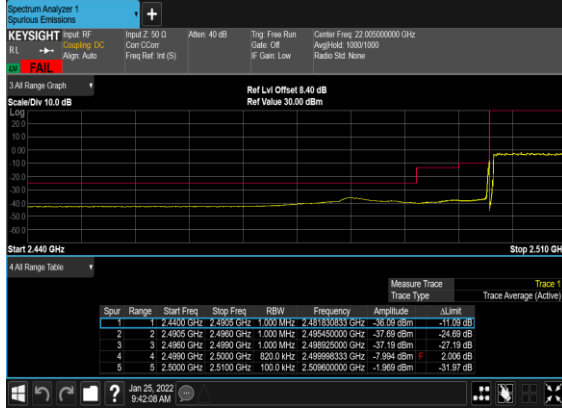 Spectrum Analyzer 1
Spurious Emissions
+
KEYSIGHT Input: RF Input Z: 50 Ω Atten: 40 dB Trig: Free Run Center Freq: 22.005000000 GHz
RL Coupling: DC Corr CCorr Gate: Off Avg|Hold: 1000/1000
Align: Auto Freq Ref: Int (S) IF Gain: Low Radio Std: None
FAIL
3 All Range Graph
Ref Lvl Offset 8.40 dB
Scale/Div 10.0 dB Ref Value 30.00 dBm
Log
20.0
10.0
0.00
-10.0
-20.0
-30.0
-40.0
-50.0
-60.0
Start 2.440 GHz Stop 2.510 GH
4 All Range Table
Measure Trace Trace 1
Trace Type Trace Average (Active)
Spur Range Start Freq Stop Freq RBW Frequency Amplitude ΔLimit
1 1 2.4400 GHz 2.4905 GHz 1.000 MHz 2.481830833 GHz -36.09 dBm -11.09 dB
2 2 2.4905 GHz 2.4960 GHz 1.000 MHz 2.495450000 GHz -37.69 dBm -24.69 dB
3 3 2.4960 GHz 2.4990 GHz 1.000 MHz 2.498925000 GHz -37.19 dBm -27.19 dB
4 4 2.4990 GHz 2.5000 GHz 820.0 kHz 2.499998333 GHz -7.994 dBm F 2.006 dB
5 5 2.5000 GHz 2.5100 GHz 100.0 kHz 2.509600000 GHz -1.969 dBm -31.97 dB
? Jan 25, 2022
9:42:08 AM